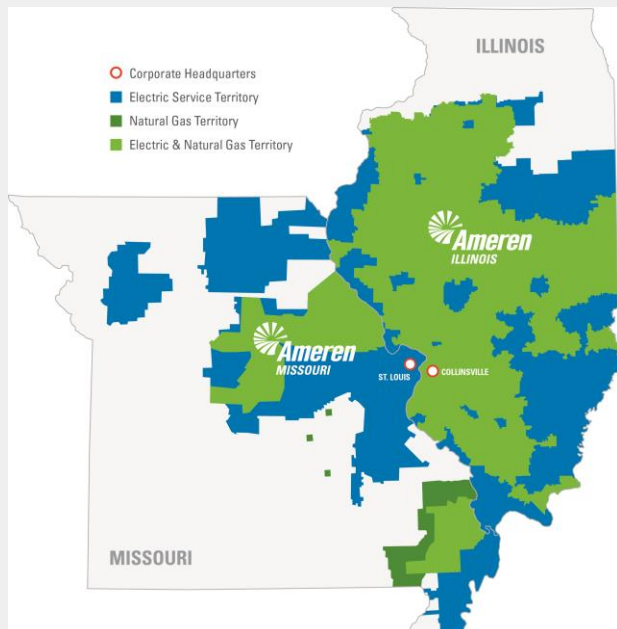 ILLINOIS
Corporate Headquarters
Electric Service Territory
Natural Gas Territory
Electric & Natural Gas Territory
Ameren
ILLINOIS
Ameren
MISSOURI
ST. LOUIS
COLLINSVILLE
MISSOURI